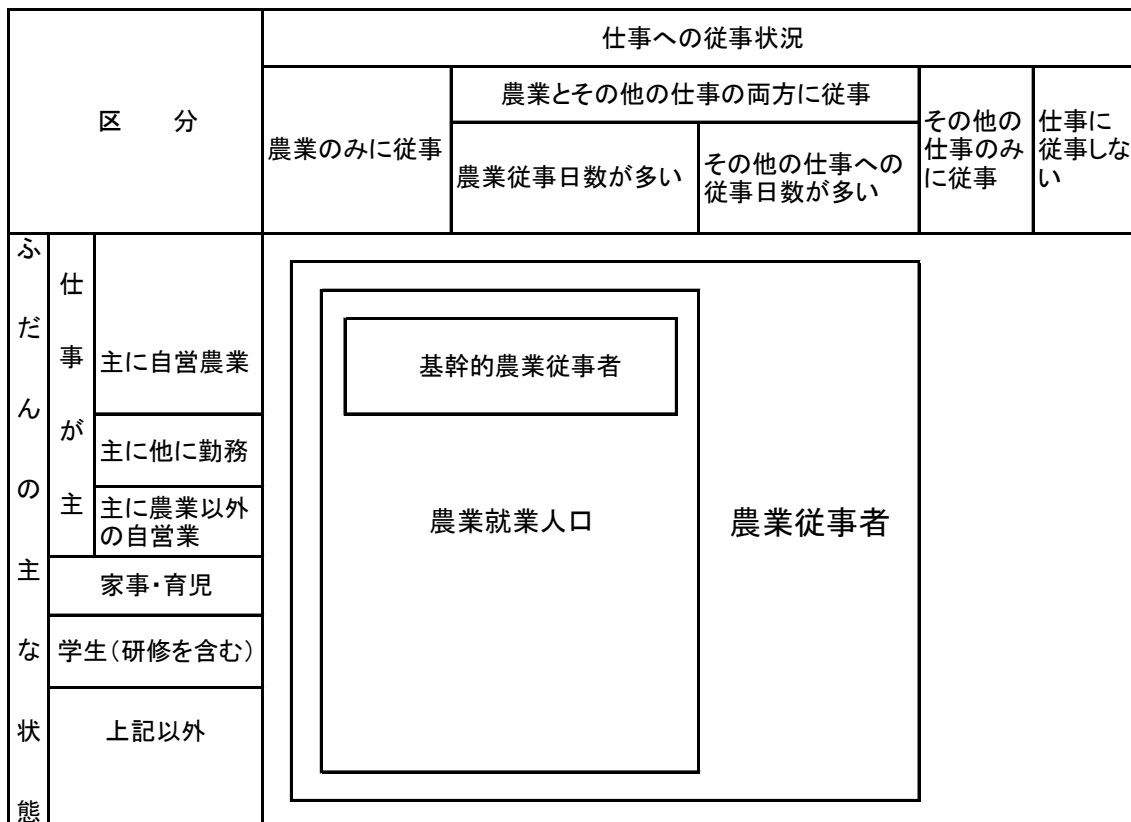 区　　分
仕事への従事状況
農業のみに従事
農業とその他の仕事の両方に従事
農業従事日数が多い
その他の仕事への
従事日数が多い
その他の
仕事のみ
に従事
仕事に
従事しな
い
ふだんの主な状態
仕事が主
主に自営農業
主に他に勤務
主に農業以外
の自営業
家事・育児
学生（研修を含む）
上記以外
基幹的農業従事者
農業就業人口
農業従事者